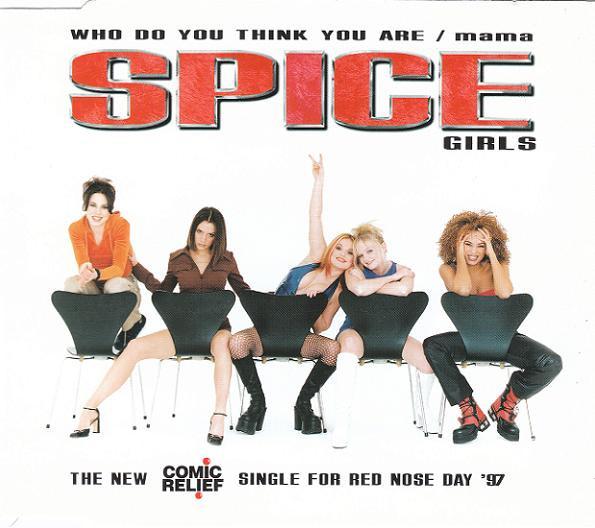 WHO DO YOU THINK YOU ARE / mama
SPICE
GIRLS
THE NEW COMIC RELIEF SINGLE FOR RED NOSE DAY '97